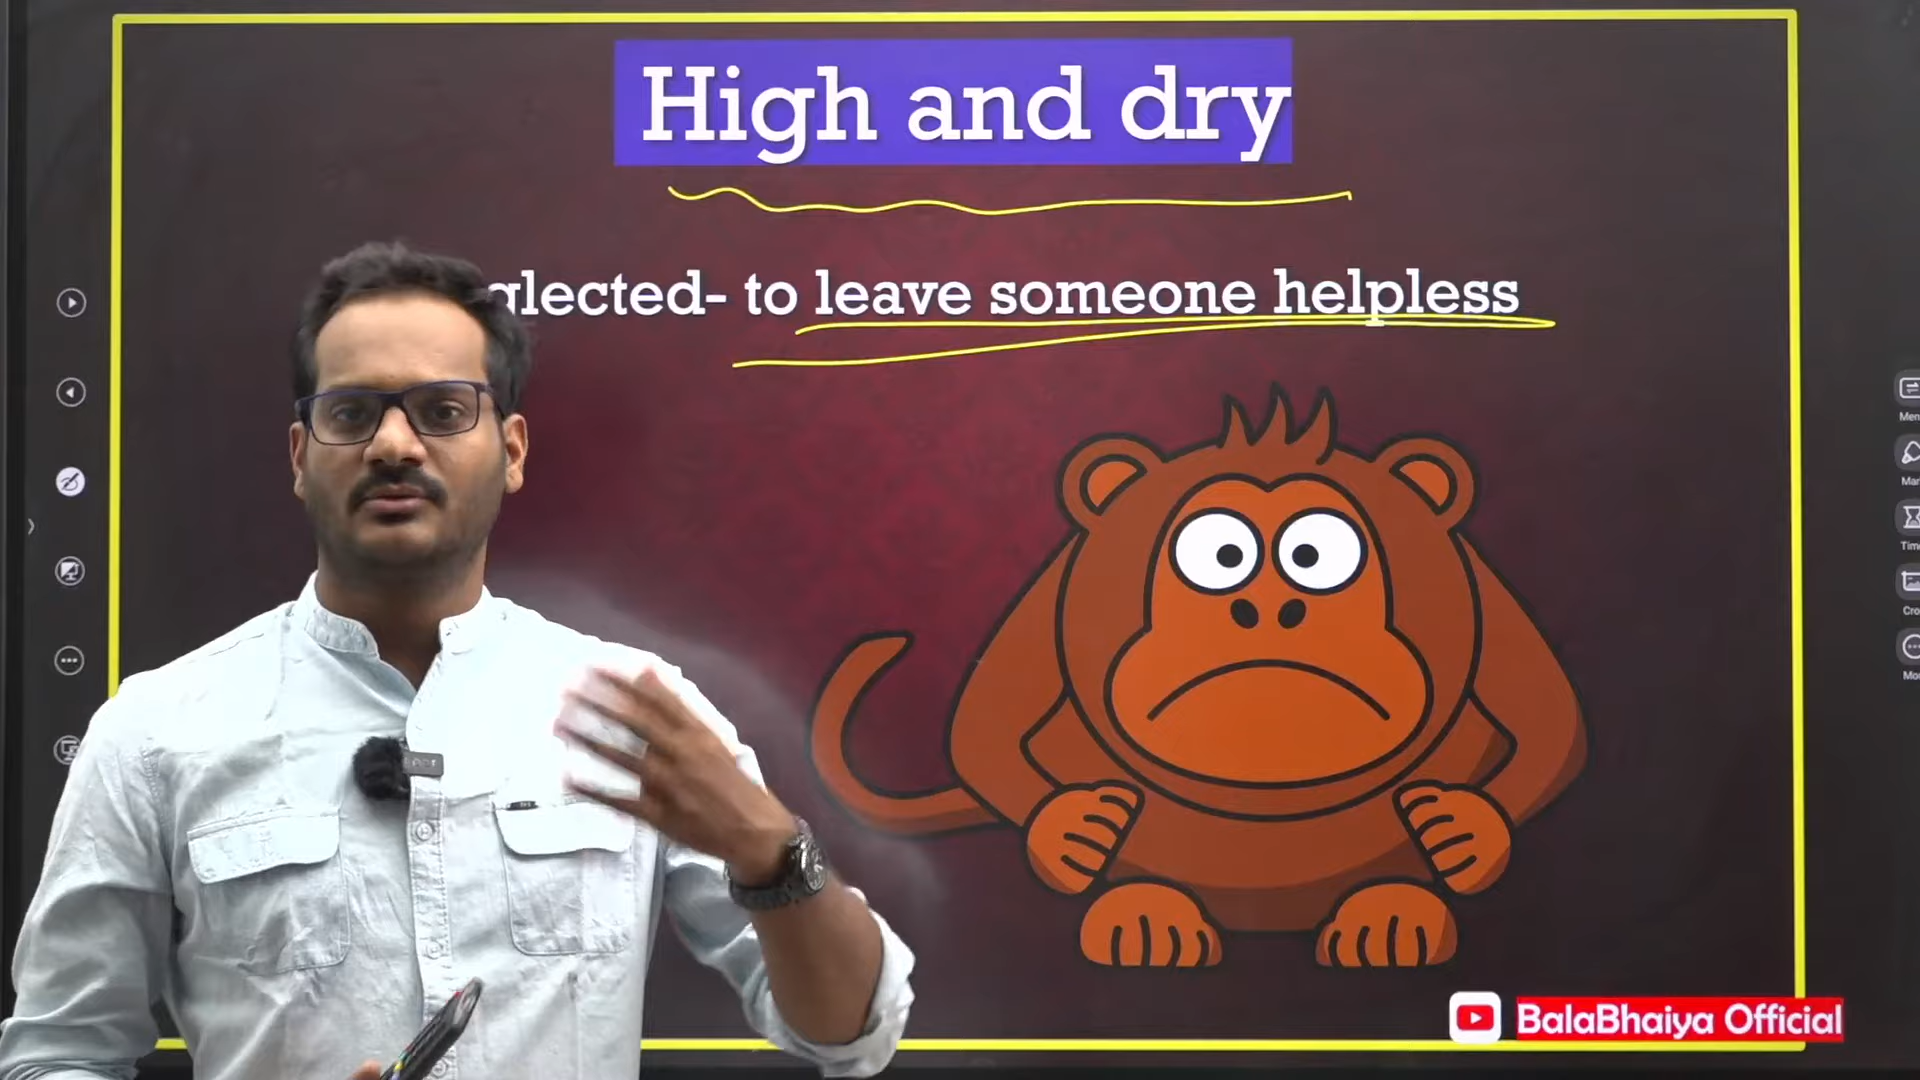 High and dry
glected- to leave someone helpless
BalaBhaiya Official